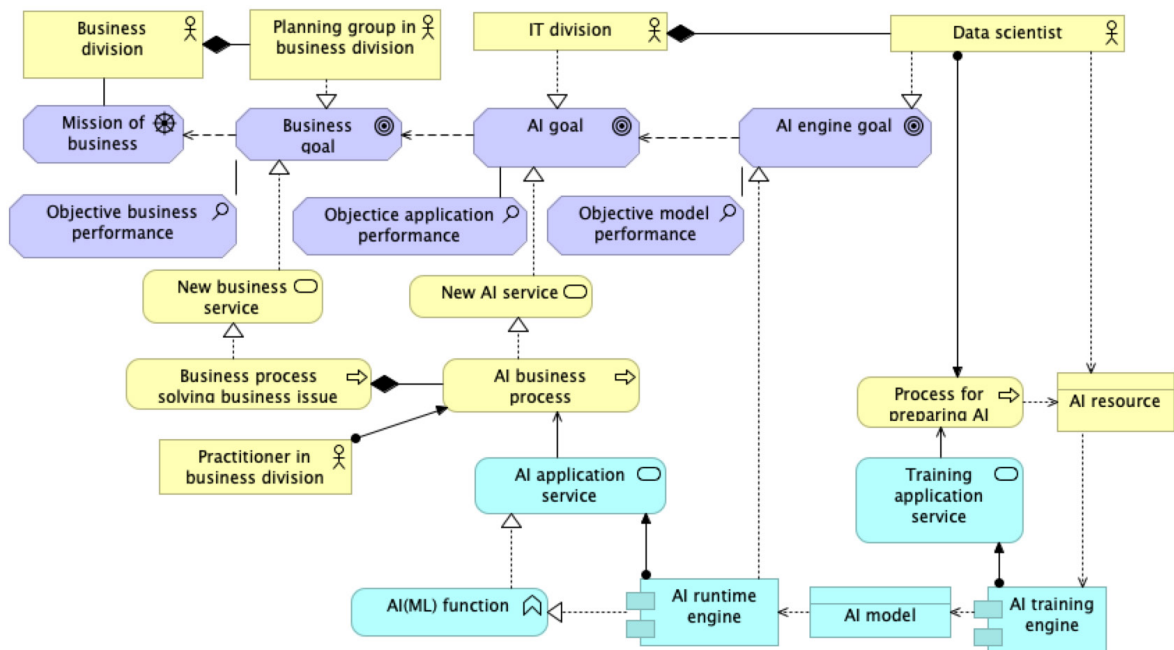 Business
division
Planning group in
business division
IT division
Data scientist
Mission of
business
Business
goal
AI goal
AI engine goal
Objective business
performance
Objectice application
performance
Objective model
performance
New business
service
New AI service
Business process
solving business issue
AI business
process
Process for
preparing AI
AI resource
Practitioner in
business division
AI application
service
Training
application
service
AI(ML) function
AI runtime
engine
AI model
AI training
engine